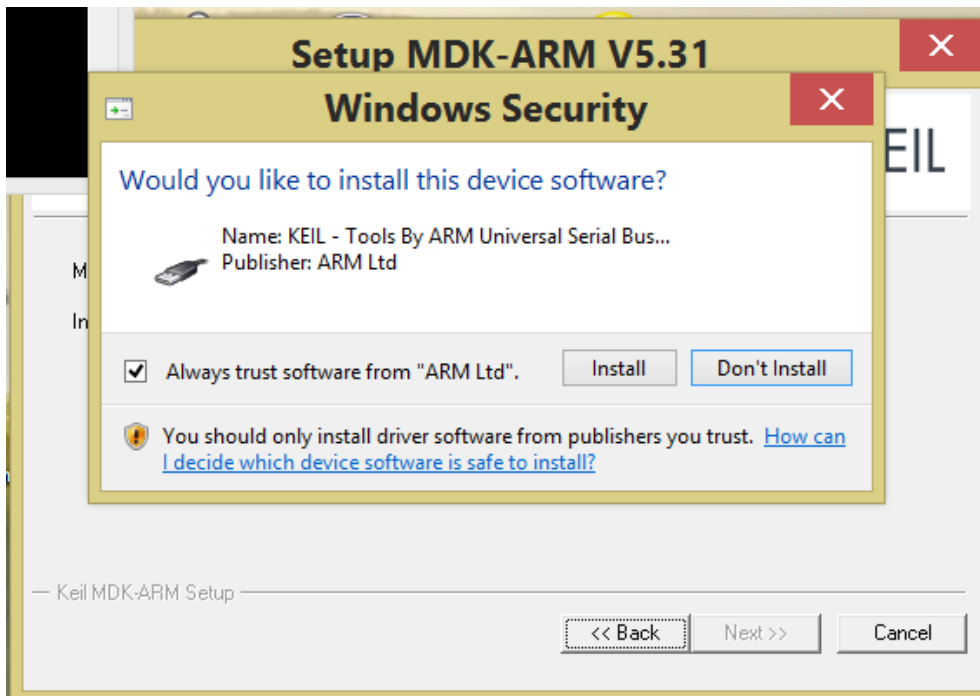 Setup MDK-ARM V5.31
Windows Security
EIL
Would you like to install this device software?
Name: KEIL - Tools By ARM Universal Serial Bus...
Publisher: ARM Ltd
M
In
Always trust software from "ARM Ltd".
Install
Don't Install
You should only install driver software from publishers you trust. How can
I decide which device software is safe to install?
Keil MDK-ARM Setup
<< Back
Next >>
Cancel